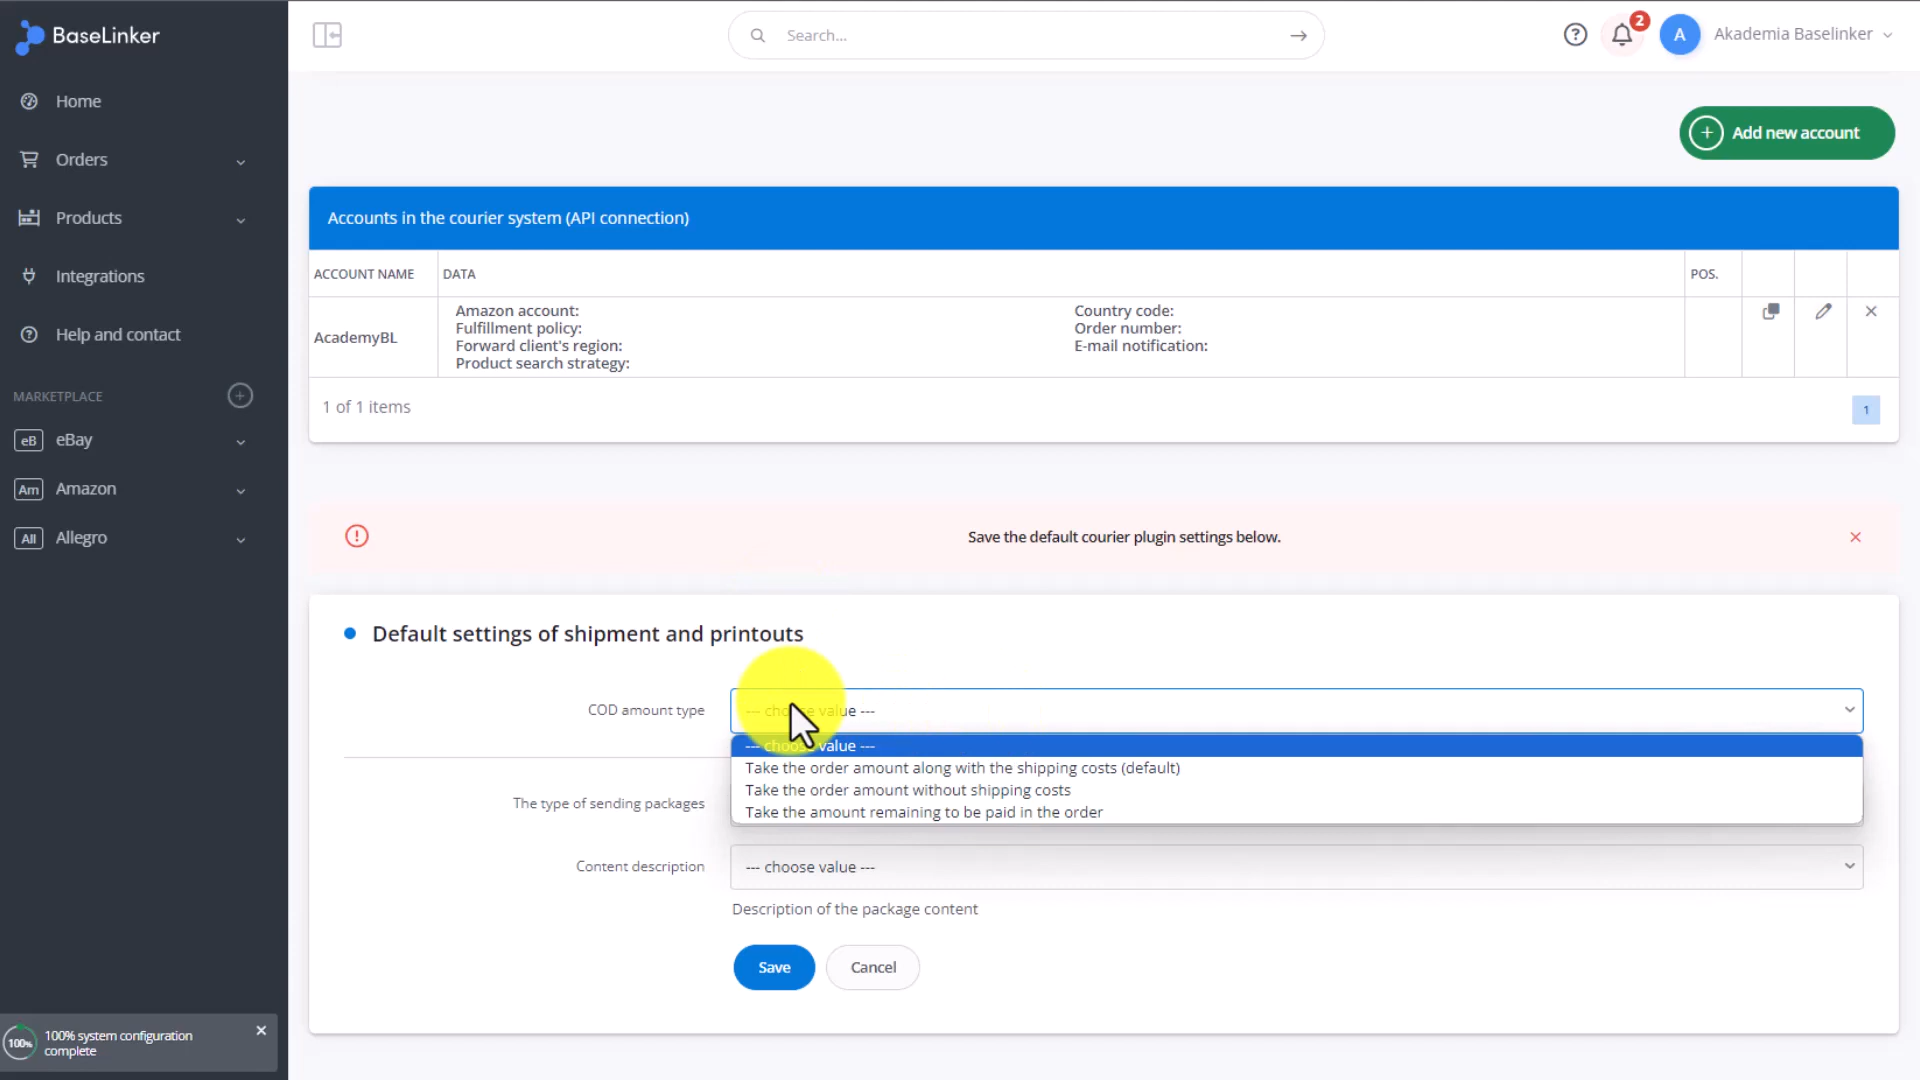 BaseLinker
Search...
2
A
Akademia Baselinker
Home
Orders
Products
Integrations
Help and contact
MARKETPLACE
eB eBay
Am Amazon
All Allegro
100%
100% system configuration
complete
Add new account
Accounts in the courier system (API connection)
ACCOUNT NAME DATA POS.
AcademyBL
Amazon account:
Fulfillment policy:
Forward client's region:
Product search strategy:
Country code:
Order number:
E-mail notification:
1 of 1 items
1
Save the default courier plugin settings below.
Default settings of shipment and printouts
COD amount type
--- choose value ---
--- choose value ---
Take the order amount along with the shipping costs (default)
Take the order amount without shipping costs
Take the amount remaining to be paid in the order
The type of sending packages
Content description
--- choose value ---
Description of the package content
Save
Cancel